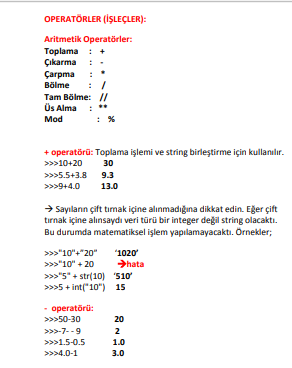 OPERATÖRLER (İŞLEÇLER):
Aritmetik Operatörler:
Toplama : +
Çıkarma : -
Çarpma : *
Bölme : /
Tam Bölme: //
Üs Alma : **
Mod : %
+ operatörü: Toplama işlemi ve string birleştirme için kullanılır.
>>>10+20 30
>>>5.5+3.8 9.3
>>>9+4.0 13.0
→ Sayıların çift tırnak içine alınmadığına dikkat edin. Eğer çift
tırnak içine alınsaydı veri türü bir integer değil string olacaktı.
Bu durumda matematiksel işlem yapılamayacaktı. Örnekler;
>>>"10"+"20" '1020'
>>>"10" + 20 →hata
>>>"5" + str(10) '510'
>>>5 + int("10") 15
- operatörü:
>>>50-30 20
>>>-7- - 9 2
>>>1.5-0.5 1.0
>>>4.0-1 3.0